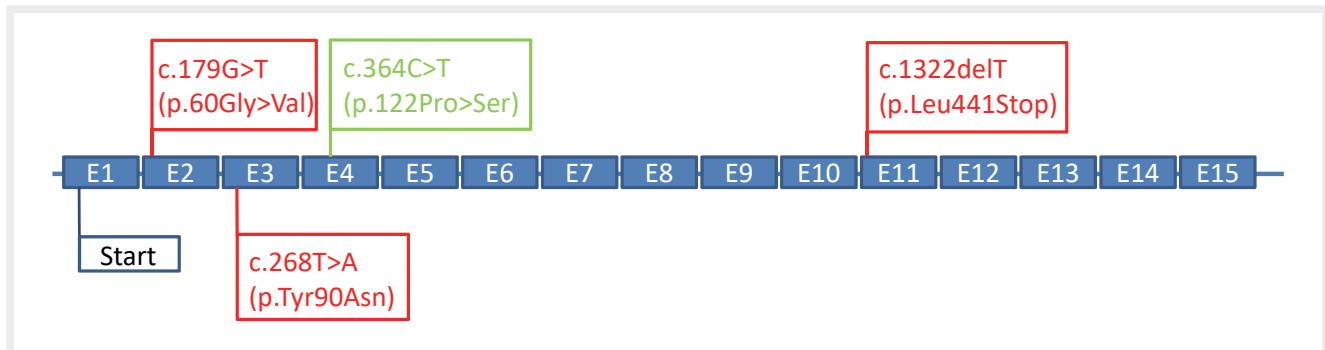 c.179G>T
(p.60Gly>Val)
c.364C>T
(p.122Pro>Ser)
c.1322delT
(p.Leu441Stop)
E1 E2 E3 E4 E5 E6 E7 E8 E9 E10 E11 E12 E13 E14 E15
Start
c.268T>A
(p.Tyr90Asn)